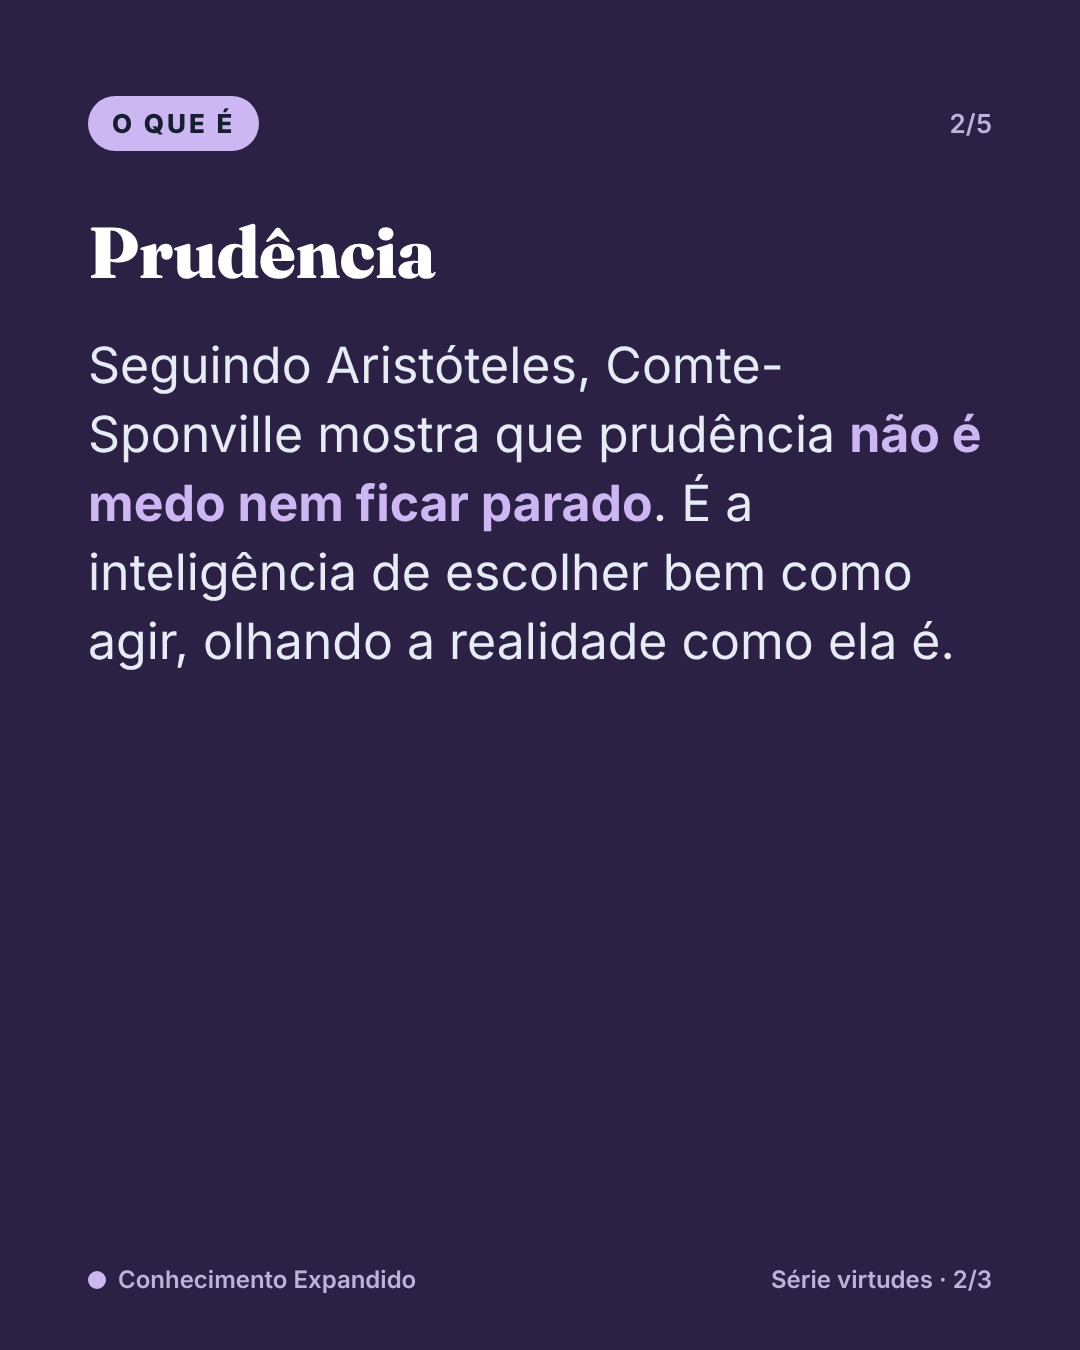 O QUE É
2/5
Prudência
Seguindo Aristóteles, Comte-
Sponville mostra que prudência não é
medo nem ficar parado. É a
inteligência de escolher bem como
agir, olhando a realidade como ela é.
Conhecimento Expandido
Série virtudes · 2/3